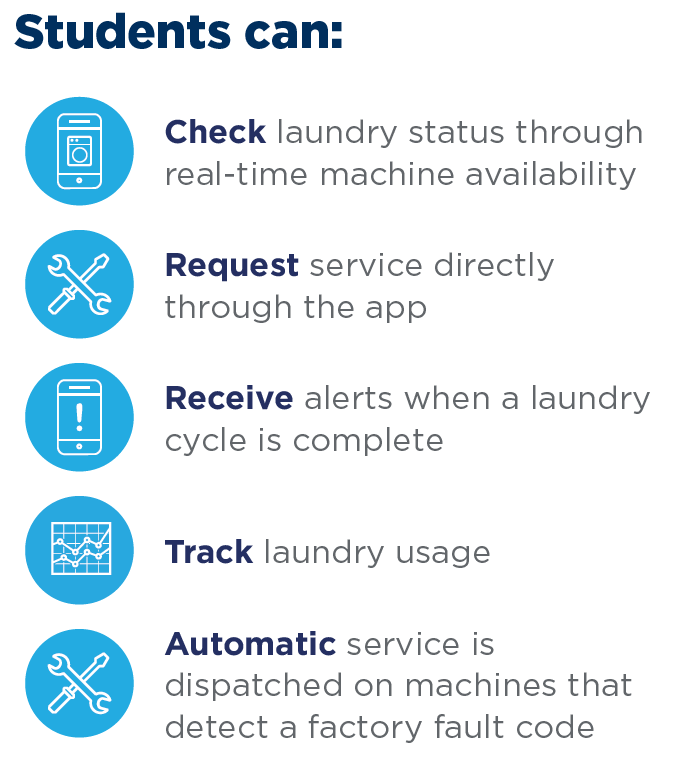 Students can:
Check laundry status through
real-time machine availability
Request service directly
through the app
Receive alerts when a laundry
cycle is complete
Track laundry usage
Automatic service is
dispatched on machines that
detect a factory fault code